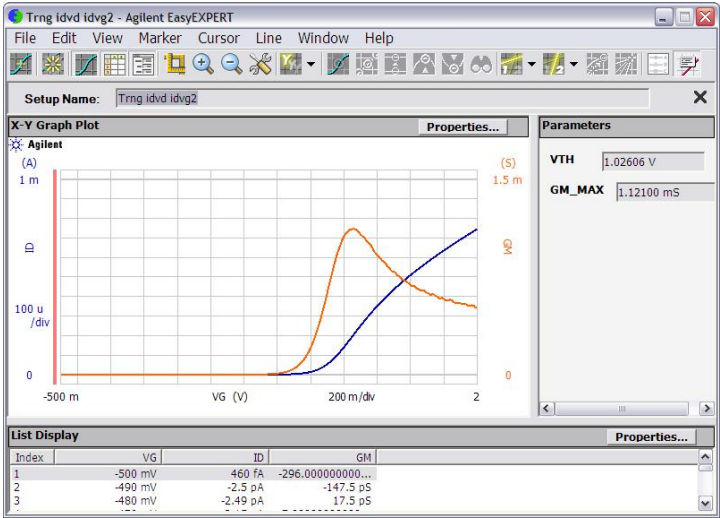 Trng idvd idvg2 - Agilent EasyEXPERT
File Edit View Marker Cursor Line Window Help
Setup Name: Trng idvd idvg2
X-Y Graph Plot Properties...
Parameters
Agilent
(A) (S)
1 m 1.5 m
VTH 1.02606 V
GM_MAX 1.12100 mS
ID GM
100 u
/div
0 0
-500 m VG (V) 200 m/div 2
List Display Properties...
Index VG ID GM
1 -500 mV 460 fA -296.000000000...
2 -490 mV -2.5 pA -147.5 pS
3 -480 mV -2.49 pA 17.5 pS